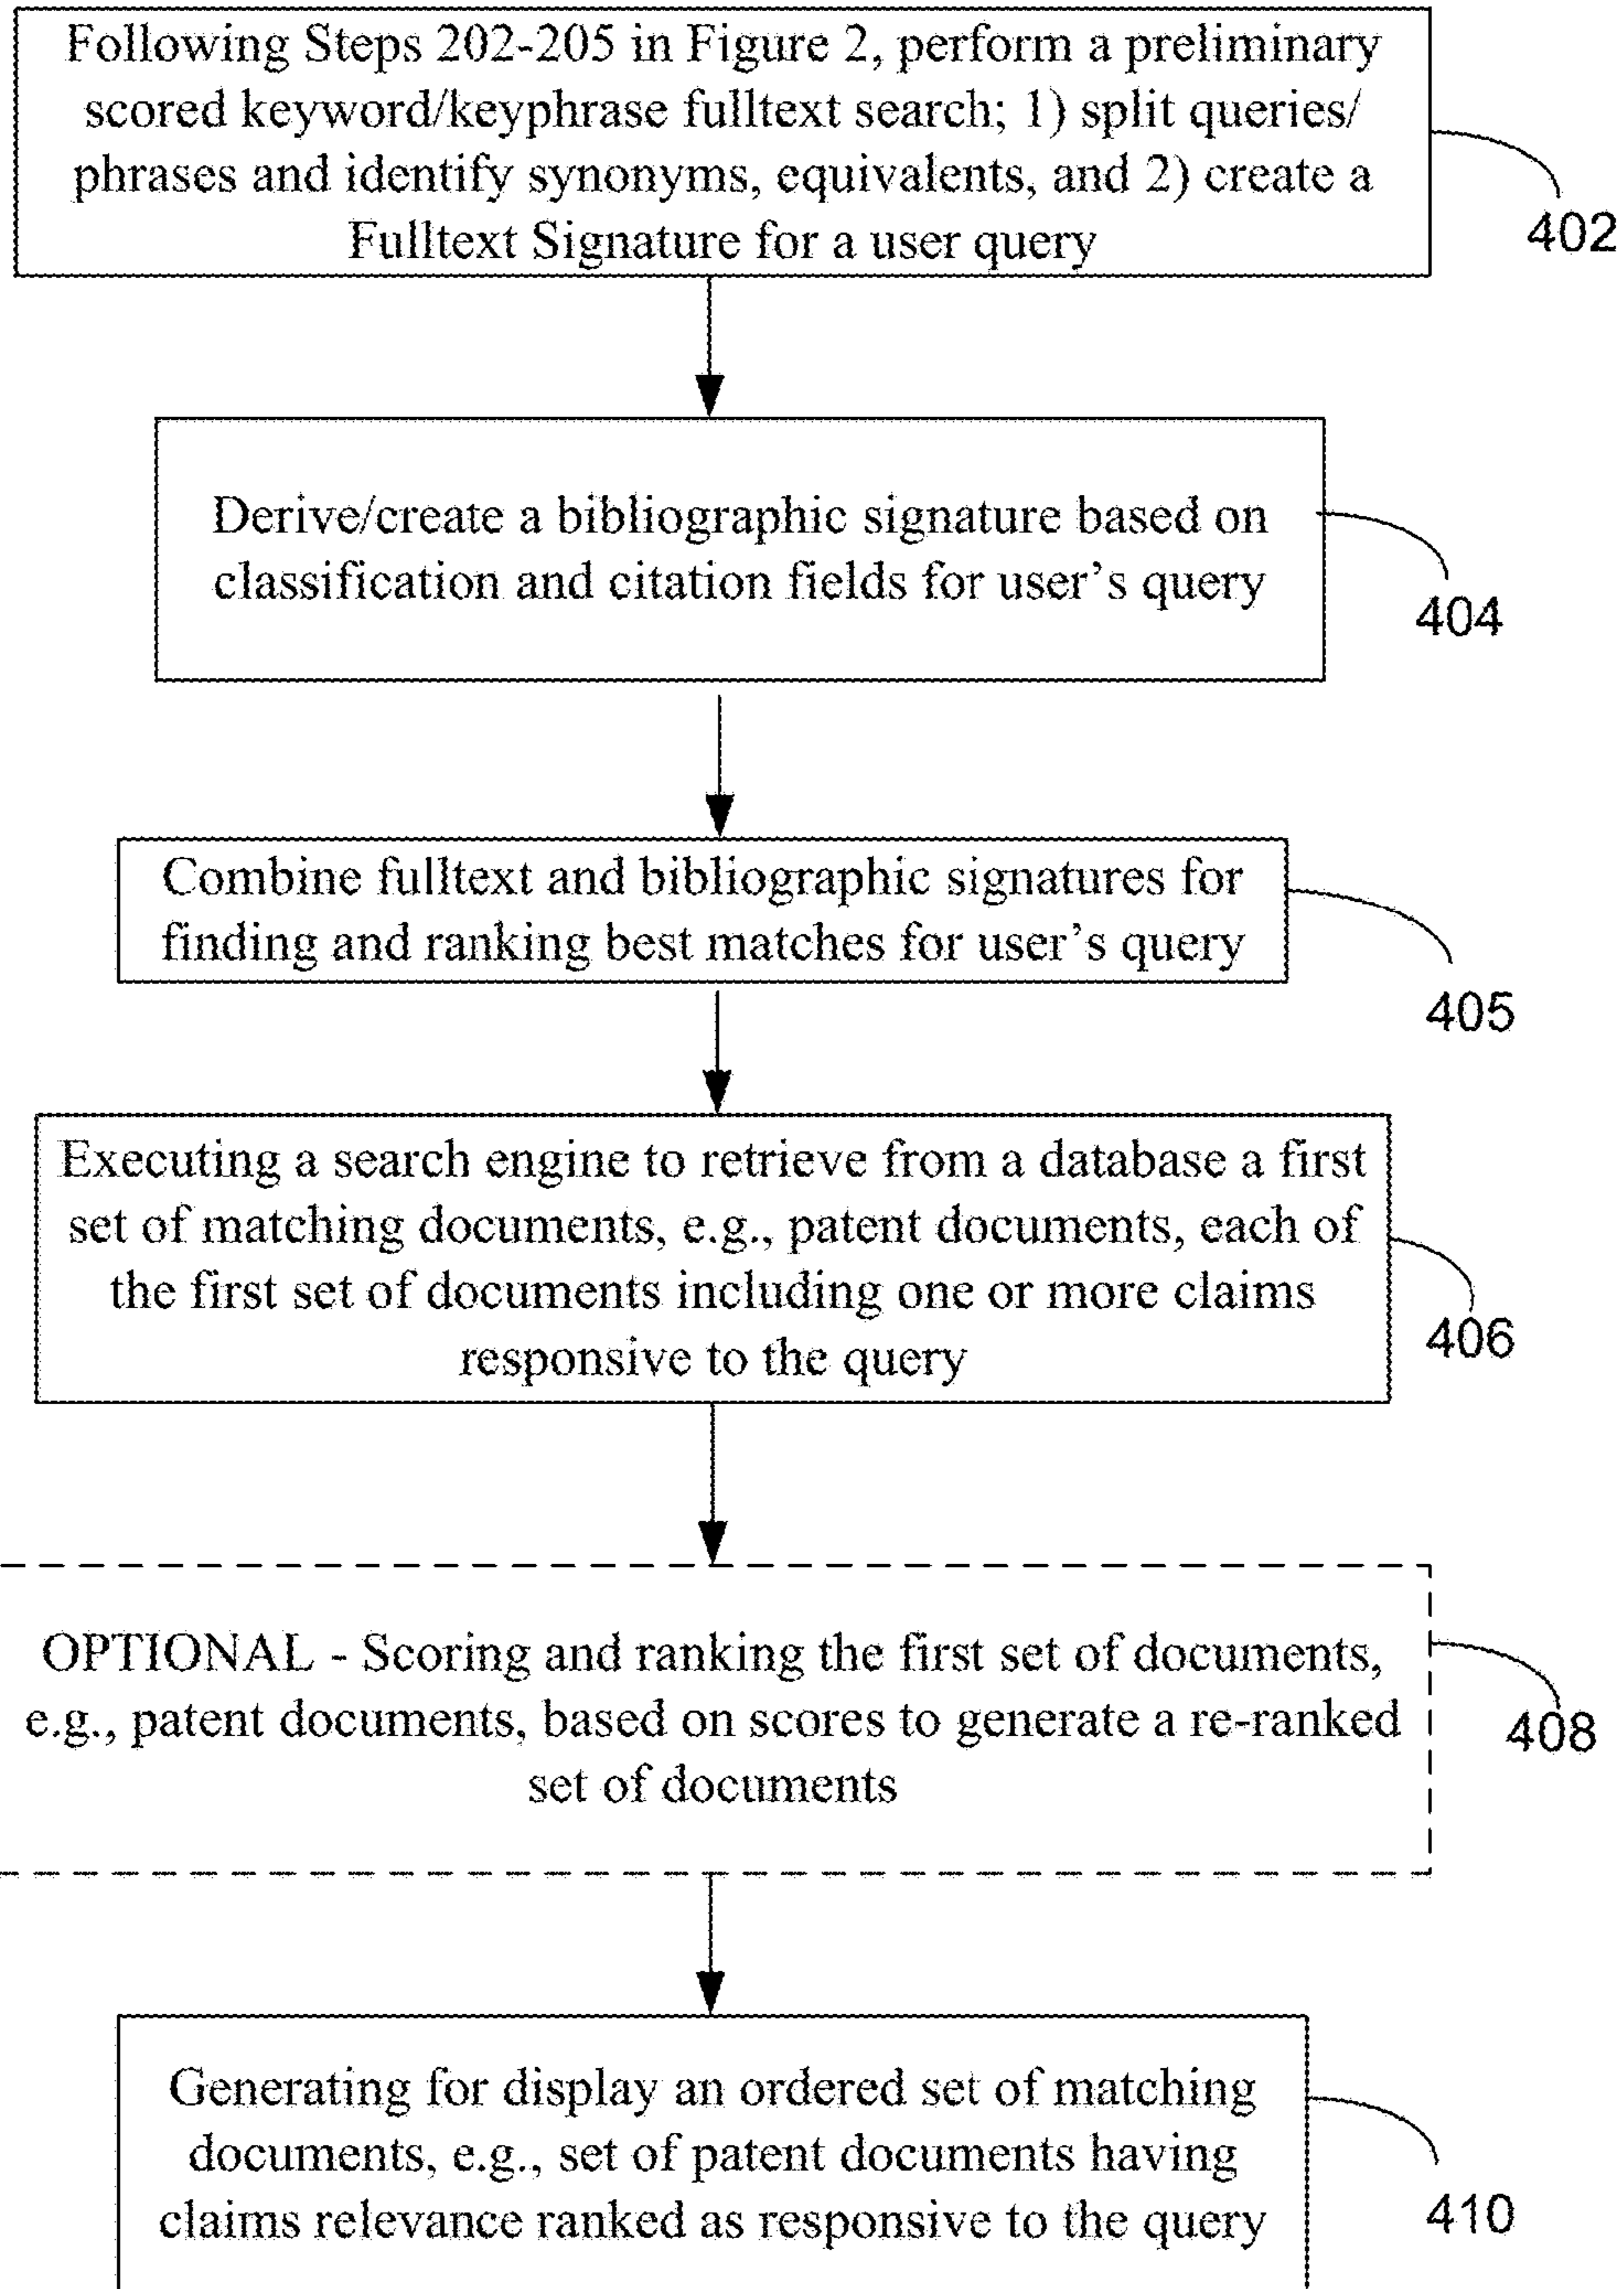 Following Steps 202-205 in Figure 2, perform a preliminary
scored keyword/keyphrase fulltext search; 1) split queries/
phrases and identify synonyms, equivalents, and 2) create a
Fulltext Signature for a user query
402
Derive/create a bibliographic signature based on
classification and citation fields for user's query
404
Combine fulltext and bibliographic signatures for
finding and ranking best matches for user's query
405
Executing a search engine to retrieve from a database a first
set of matching documents, e.g., patent documents, each of
the first set of documents including one or more claims
responsive to the query
406
OPTIONAL - Scoring and ranking the first set of documents,
e.g., patent documents, based on scores to generate a re-ranked
set of documents
408
Generating for display an ordered set of matching
documents, e.g., set of patent documents having
claims relevance ranked as responsive to the query
410